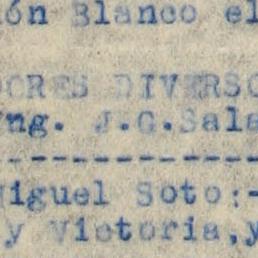 ón Blanco el
DORES DIVERSO
Ing. J.G.Sala
-----------------
Miguel Soto:-
y Victoria,y